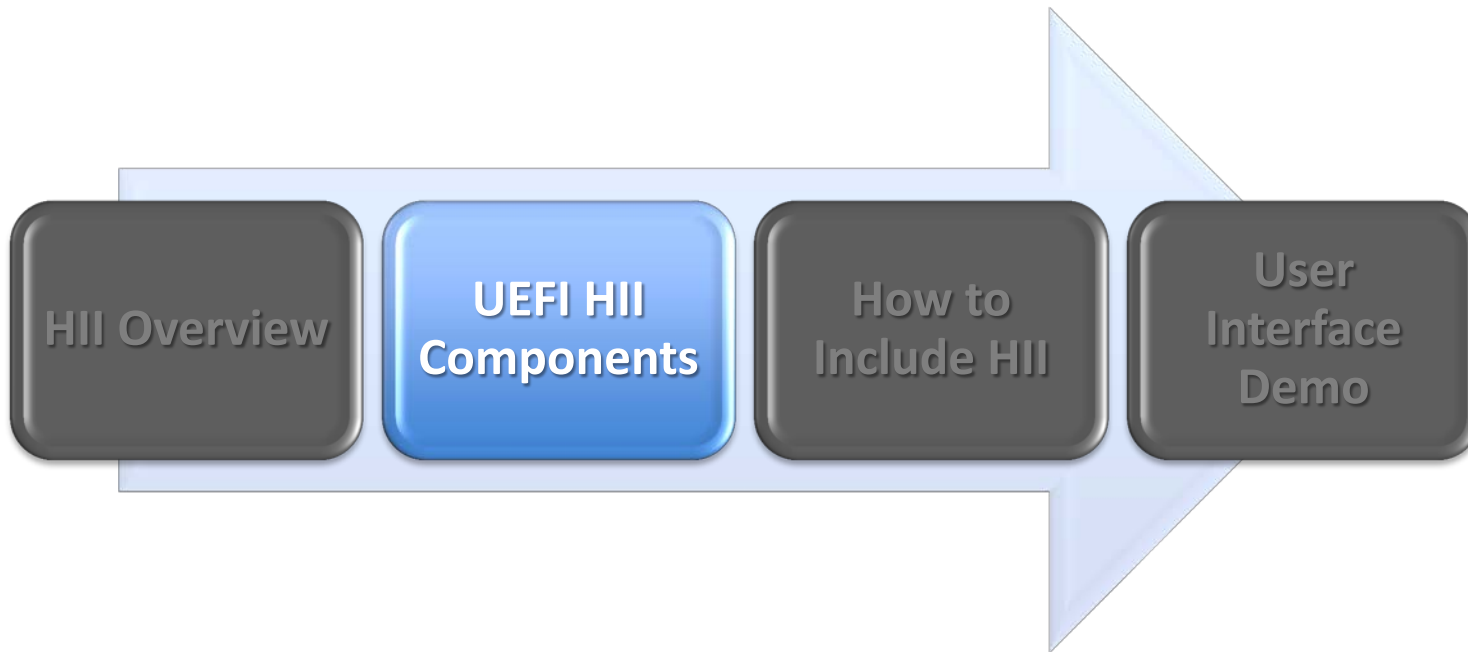 HII Overview
UEFI HII
Components
How to
Include HII
User
Interface
Demo